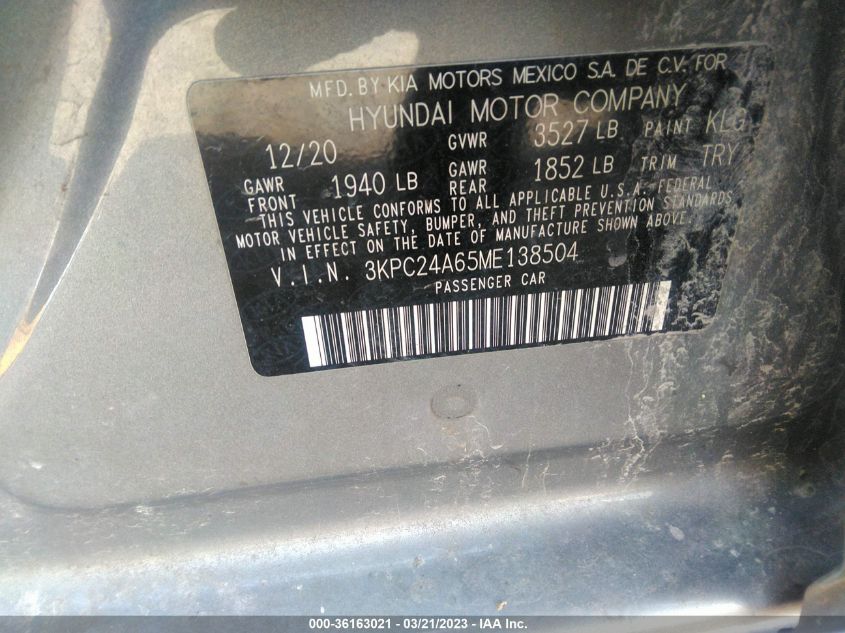 MFD. BY KIA MOTORS MEXICO S.A. DE C.V. FOR
HYUNDAI MOTOR COMPANY
12/20 GVWR 3527 LB PAINT KLG
GAWR FRONT 1940 LB GAWR REAR 1852 LB TRIM TRY
THIS VEHICLE CONFORMS TO ALL APPLICABLE U.S.A. FEDERAL
MOTOR VEHICLE SAFETY, BUMPER, AND THEFT PREVENTION STANDARDS
IN EFFECT ON THE DATE OF MANUFACTURE SHOWN ABOVE.
V.I.N. 3KPC24A65ME138504
PASSENGER CAR
000-36163021 - 03/21/2023 - IAA Inc.